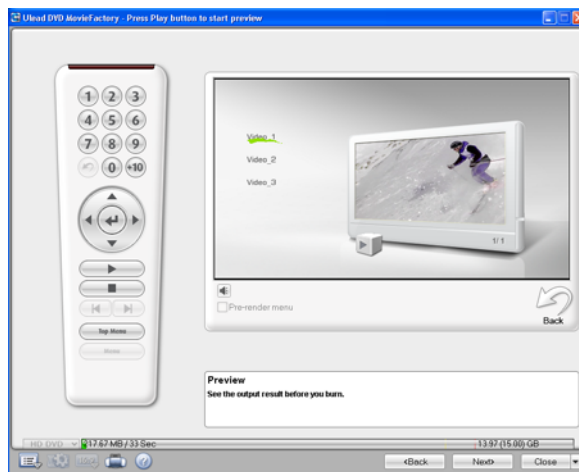 Ulead DVD MovieFactory - Press Play button to start preview
1 2 3
4 5 6
7 8 9
0 +10
Top Menu
Video_1
Video_2
Video_3
1/1
Pre-render menu
Back
Preview
See the output result before you burn.
HD DVD 17.67 MB / 33 Sec 13.97 (15.00) GB
<Back Next> Close